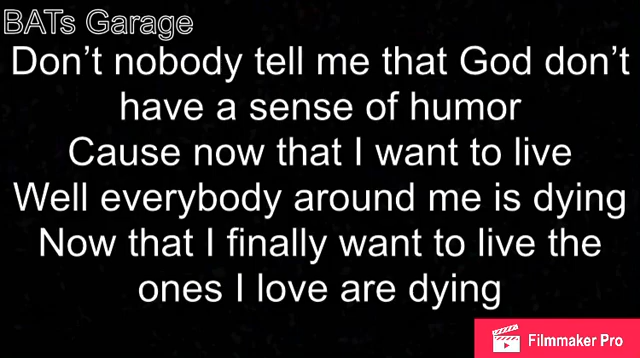 BATs Garage
Don’t nobody tell me that God don’t
have a sense of humor
Cause now that I want to live
Well everybody around me is dying
Now that I finally want to live the
ones I love are dying
Filmmaker Pro